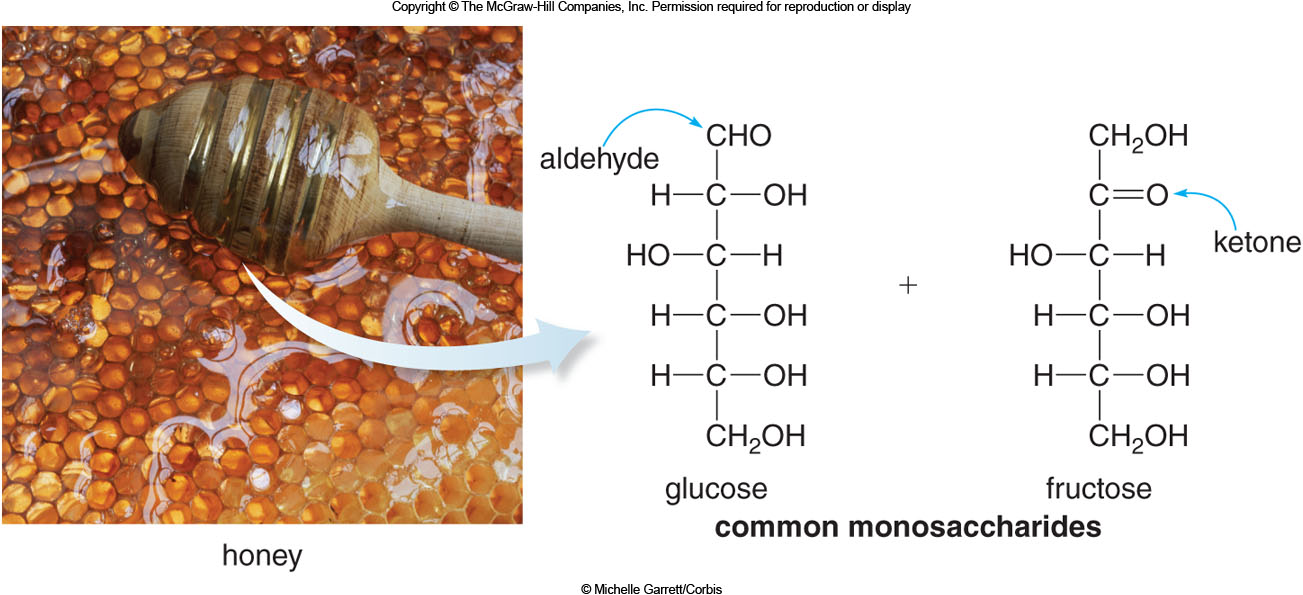 Copyright © The McGraw-Hill Companies, Inc. Permission required for reproduction or display
aldehyde
CHO
H—C—OH
HO—C—H
H—C—OH
H—C—OH
CH₂OH
glucose
+
CH₂OH
C=O
ketone
HO—C—H
H—C—OH
H—C—OH
CH₂OH
fructose
common monosaccharides
honey
© Michelle Garrett/Corbis